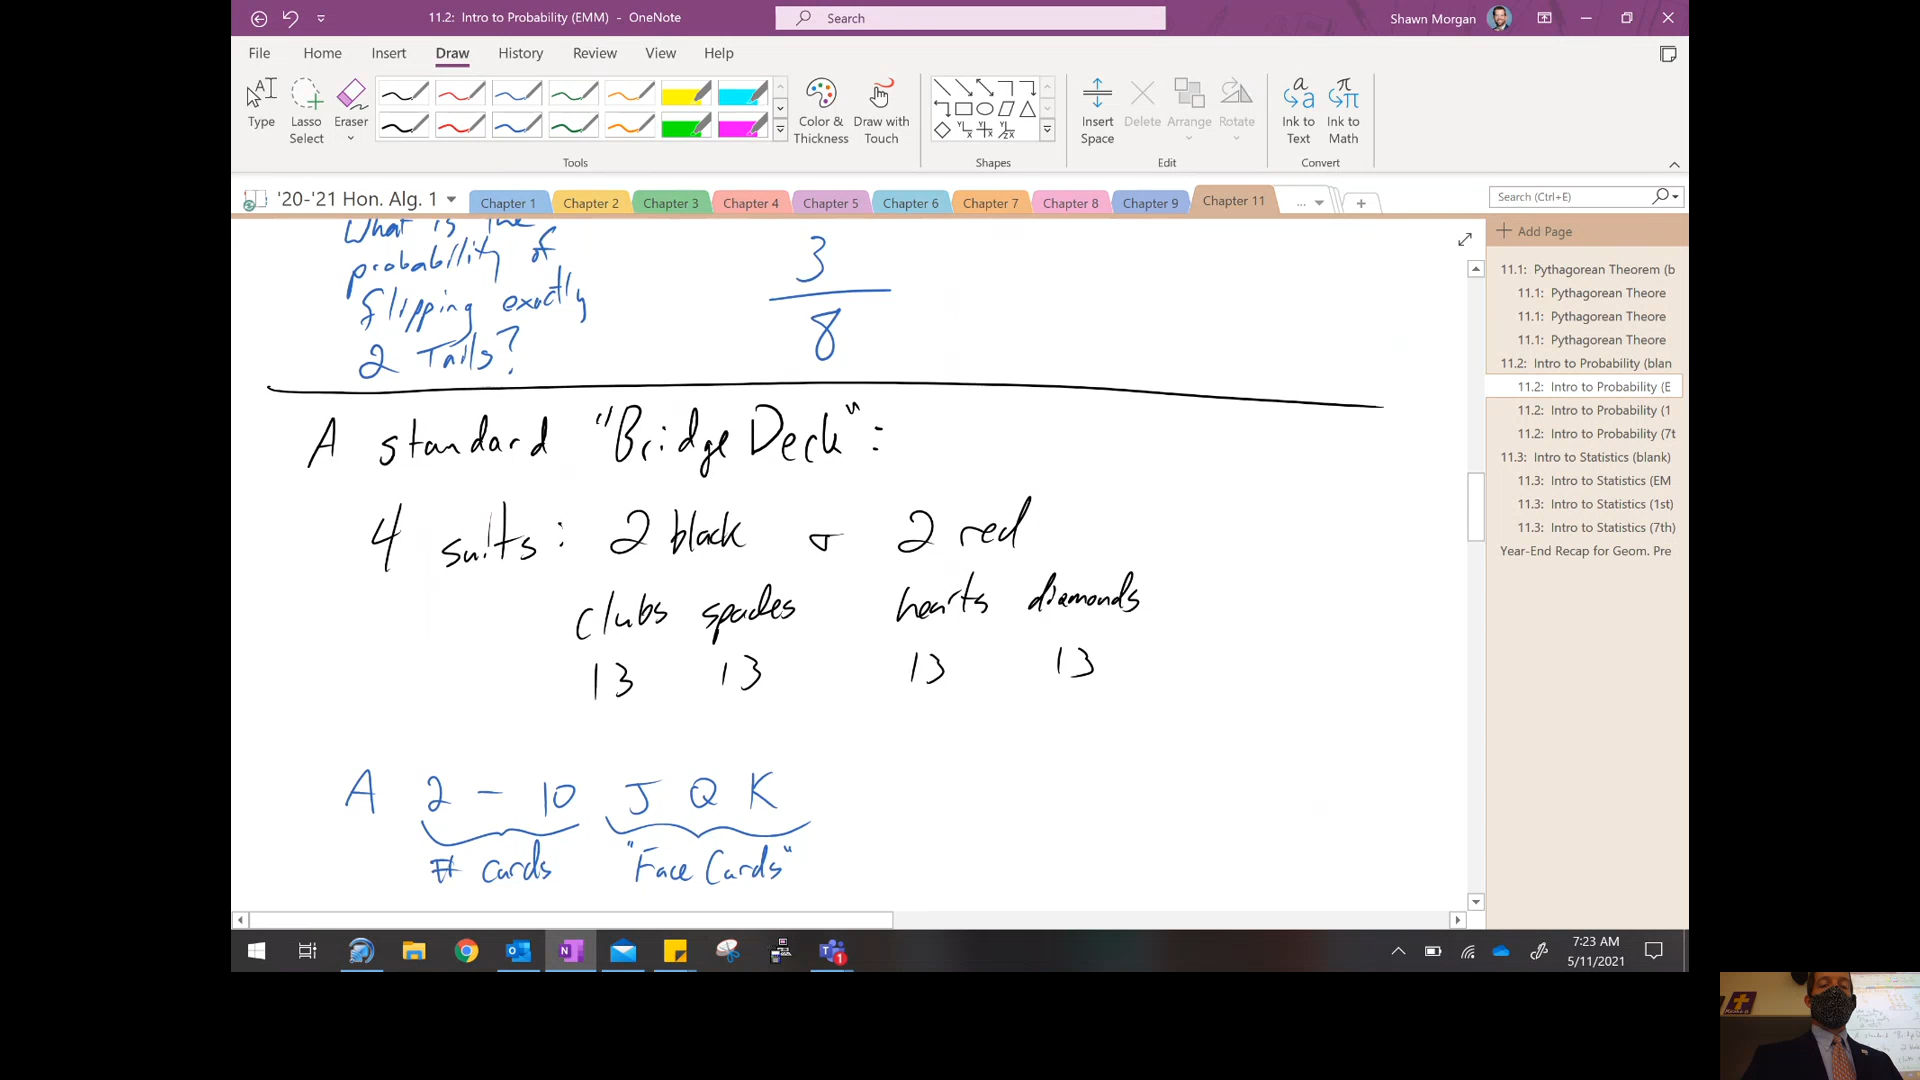 11.2: Intro to Probability (EMM) - OneNote
Search
Shawn Morgan
File Home Insert Draw History Review View Help
Type
Lasso Select
Eraser
Color & Thickness
Draw with Touch
Insert Space
Delete
Arrange
Rotate
Ink to Text
Ink to Math
Tools
Shapes
Edit
Convert
'20-'21 Hon. Alg. 1
Chapter 1 Chapter 2 Chapter 3 Chapter 4 Chapter 5 Chapter 6 Chapter 7 Chapter 8 Chapter 9 Chapter 11 ...
Search (Ctrl+E)
What is the
probability of
flipping exactly
2 Tails?
3
8
A standard "Bridge Deck":
4 suits: 2 black & 2 red
clubs spades hearts diamonds
13 13 13 13
A 2 - 10 J Q K
# cards "Face Cards"
Add Page
11.1: Pythagorean Theorem (b
11.1: Pythagorean Theore
11.1: Pythagorean Theore
11.1: Pythagorean Theore
11.2: Intro to Probability (blan
11.2: Intro to Probability (E
11.2: Intro to Probability (1
11.2: Intro to Probability (7t
11.3: Intro to Statistics (blank)
11.3: Intro to Statistics (EM
11.3: Intro to Statistics (1st)
11.3: Intro to Statistics (7th)
Year-End Recap for Geom. Pre
7:23 AM
5/11/2021